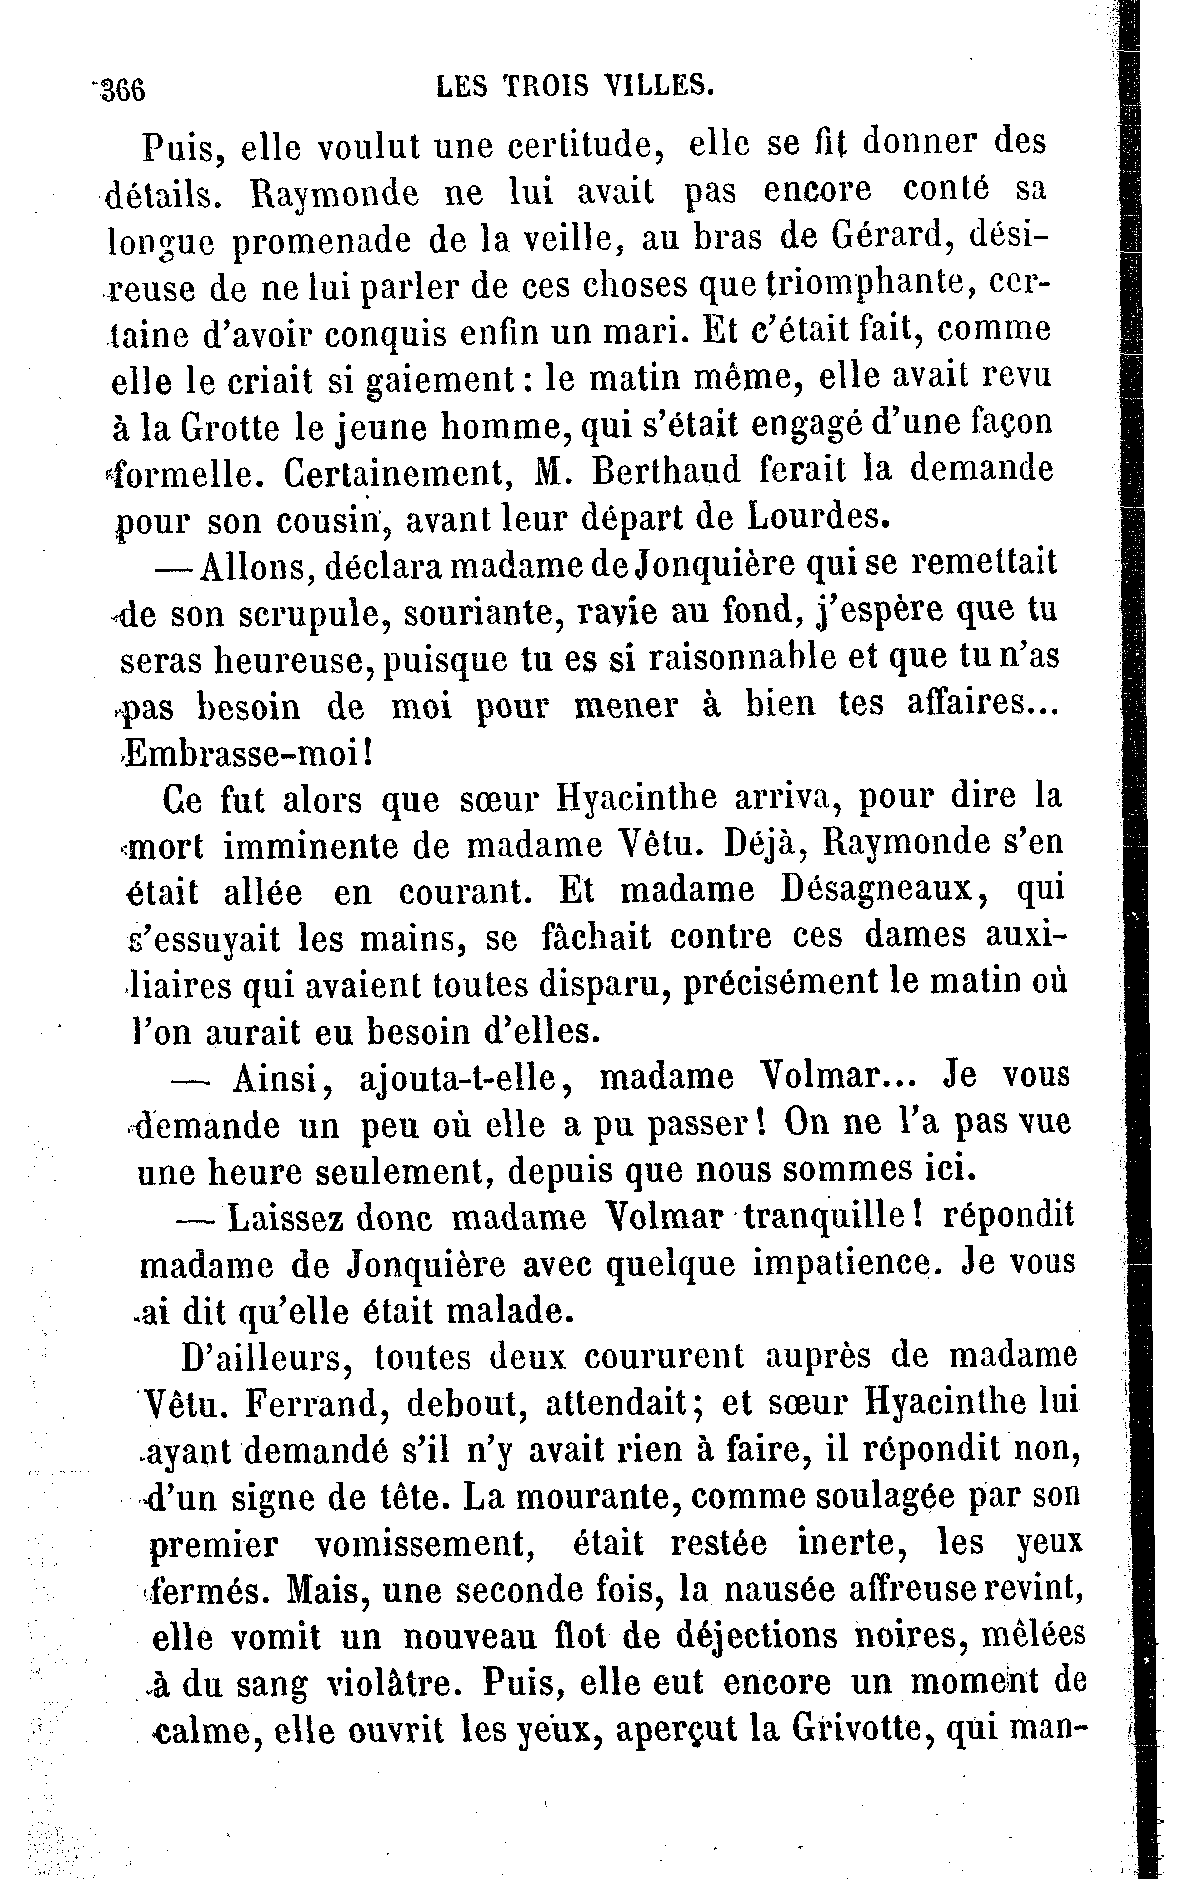 366 LES TROIS VILLES.
Puis, elle voulut une certitude, elle se fit donner des
détails. Raymonde ne lui avait pas encore conté sa
longue promenade de la veille, au bras de Gérard, dési-
reuse de ne lui parler de ces choses que triomphante, cer-
taine d'avoir conquis enfin un mari. Et c'était fait, comme
elle le criait si gaiement : le matin même, elle avait revu
à la Grotte le jeune homme, qui s'était engagé d'une façon
formelle. Certainement, M. Berthaud ferait la demande
pour son cousin, avant leur départ de Lourdes.
— Allons, déclara madame de Jonquière qui se remettait
de son scrupule, souriante, ravie au fond, j'espère que tu
seras heureuse, puisque tu es si raisonnable et que tu n'as
pas besoin de moi pour mener à bien tes affaires...
Embrasse-moi !
Ce fut alors que sœur Hyacinthe arriva, pour dire la
mort imminente de madame Vêtu. Déjà, Raymonde s'en
était allée en courant. Et madame Désagneaux, qui
s'essuyait les mains, se fâchait contre ces dames auxi-
liaires qui avaient toutes disparu, précisément le matin où
l'on aurait eu besoin d'elles.
— Ainsi, ajouta-t-elle, madame Volmar... Je vous
demande un peu où elle a pu passer ! On ne l'a pas vue
une heure seulement, depuis que nous sommes ici.
— Laissez donc madame Volmar tranquille ! répondit
madame de Jonquière avec quelque impatience. Je vous
ai dit qu'elle était malade.
D'ailleurs, toutes deux coururent auprès de madame
Vêtu. Ferrand, debout, attendait ; et sœur Hyacinthe lui
ayant demandé s'il n'y avait rien à faire, il répondit non,
d'un signe de tête. La mourante, comme soulagée par son
premier vomissement, était restée inerte, les yeux
fermés. Mais, une seconde fois, la nausée affreuse revint,
elle vomit un nouveau flot de déjections noires, mêlées
à du sang violâtre. Puis, elle eut encore un moment de
calme, elle ouvrit les yeux, aperçut la Grivotte, qui man-